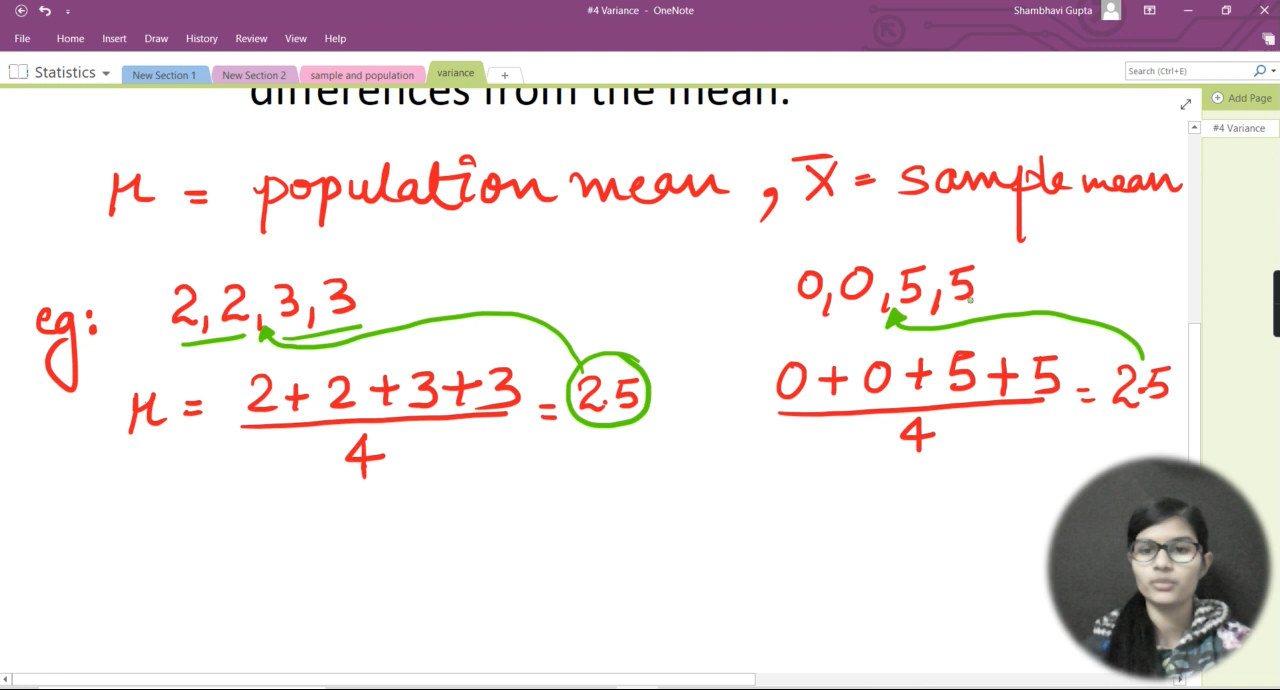 #4 Variance - OneNote
Shambhavi Gupta
File Home Insert Draw History Review View Help
Statistics
New Section 1
New Section 2
sample and population
variance
+
Search (Ctrl+E)
Add Page
#4 Variance
differences from the mean.
μ = population mean, x̄ = sample mean
eg: 2, 2, 3, 3
0, 0, 5, 5
μ = 2+2+3+3 = 2.5
4
0+0+5+5 = 2.5
4